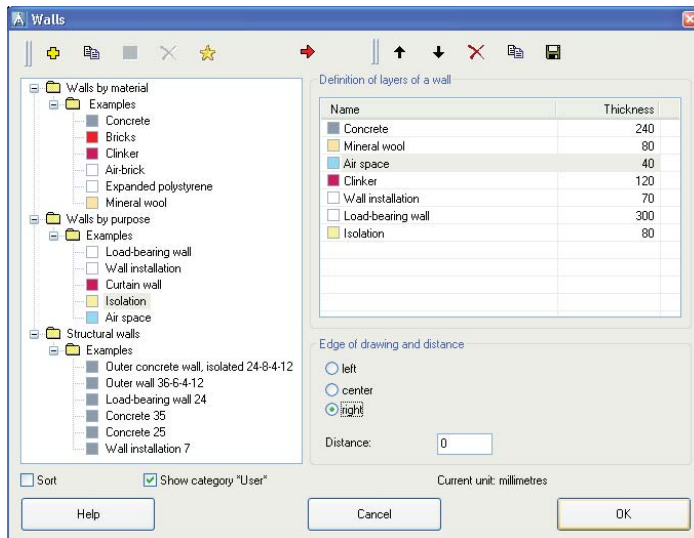 Walls
Walls by material
Examples
Concrete
Bricks
Clinker
Air-brick
Expanded polystyrene
Mineral wool
Walls by purpose
Examples
Load-bearing wall
Wall installation
Curtain wall
Isolation
Air space
Structural walls
Examples
Outer concrete wall, isolated 24-8-4-12
Outer wall 36-6-4-12
Load-bearing wall 24
Concrete 35
Concrete 25
Wall installation 7
Definition of layers of a wall
Name Thickness
Concrete 240
Mineral wool 80
Air space 40
Clinker 120
Wall installation 70
Load-bearing wall 300
Isolation 80
Edge of drawing and distance
left
center
right
Distance: 0
Sort Show category "User" Current unit: millimetres
Help Cancel OK